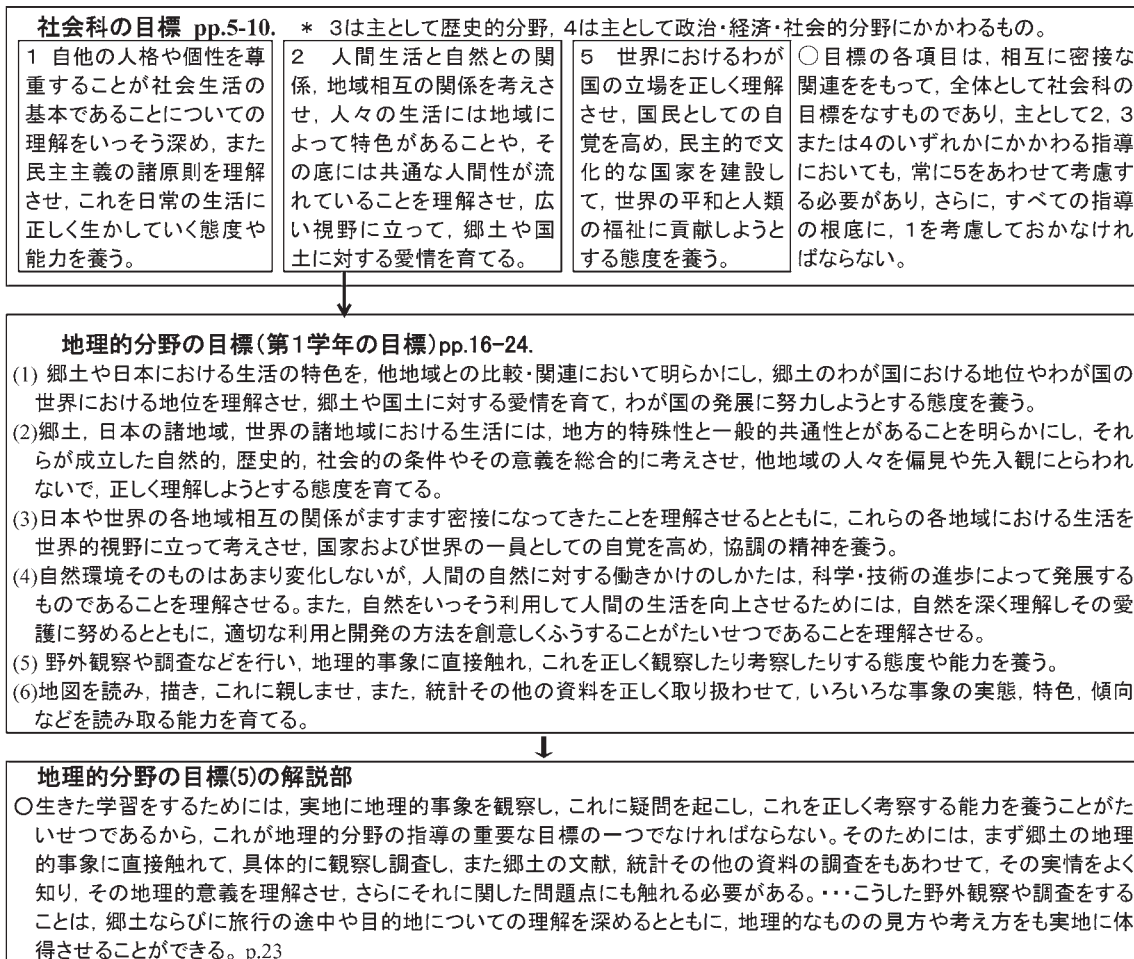 社会科の目標 pp.5-10. ＊ 3は主として歴史的分野，4は主として政治・経済・社会的分野にかかわるもの。
1 自他の人格や個性を尊
重することが社会生活の
基本であることについての
理解をいっそう深め，また
民主主義の諸原則を理解
させ，これを日常の生活に
正しく生かしていく態度や
能力を養う。
2 人間生活と自然との関
係，地域相互の関係を考えさ
せ，人々の生活には地域に
よって特色があることや，そ
の底には共通な人間性が流
れていることを理解させ，広
い視野に立って，郷土や国
土に対する愛情を育てる。
5 世界におけるわが
国の立場を正しく理解
させ，国民としての自
覚を高め，民主的で文
化的な国家を建設し
て，世界の平和と人類
の福祉に貢献しようと
する態度を養う。
○目標の各項目は，相互に密接な
関連ををもって，全体として社会科の
目標をなすものであり，主として2，3
または4のいずれかにかかわる指導
においても，常に5をあわせて考慮す
る必要があり，さらに，すべての指導
の根底に，1を考慮しておかなけれ
ばならない。
地理的分野の目標（第1学年の目標）pp.16-24.
(1) 郷土や日本における生活の特色を，他地域との比較・関連において明らかにし，郷土のわが国における地位やわが国の
世界における地位を理解させ，郷土や国土に対する愛情を育て，わが国の発展に努力しようとする態度を養う。
(2)郷土，日本の諸地域，世界の諸地域における生活には，地方的特殊性と一般的共通性とがあることを明らかにし，それ
らが成立した自然的，歴史的，社会的の条件やその意義を総合的に考えさせ，他地域の人々を偏見や先入観にとらわれ
ないで，正しく理解しようとする態度を育てる。
(3)日本や世界の各地域相互の関係がますます密接になってきたことを理解させるとともに，これらの各地域における生活を
世界的視野に立って考えさせ，国家および世界の一員としての自覚を高め，協調の精神を養う。
(4)自然環境そのものはあまり変化しないが，人間の自然に対する働きかけのしかたは，科学・技術の進歩によって発展する
ものであることを理解させる。また，自然をいっそう利用して人間の生活を向上させるためには，自然を深く理解しその愛
護に努めるとともに，適切な利用と開発の方法を創意しくふうすることがたいせつであることを理解させる。
(5) 野外観察や調査などを行い，地理的事象に直接触れ，これを正しく観察したり考察したりする態度や能力を養う。
(6)地図を読み，描き，これに親しませ，また，統計その他の資料を正しく取り扱わせて，いろいろな事象の実態，特色，傾向
などを読み取る能力を育てる。
地理的分野の目標(5)の解説部
○生きた学習をするためには，実地に地理的事象を観察し，これに疑問を起こし，これを正しく考察する能力を養うことがた
いせつであるから，これが地理的分野の指導の重要な目標の一つでなければならない。そのためには，まず郷土の地理
的事象に直接触れて，具体的に観察し調査し，また郷土の文献，統計その他の資料の調査をもあわせて，その実情をよく
知り，その地理的意義を理解させ，さらにそれに関した問題点にも触れる必要がある。・・・こうした野外観察や調査をする
ことは，郷土ならびに旅行の途中や目的地についての理解を深めるとともに，地理的なものの見方や考え方をも実地に体
得させることができる。p.23